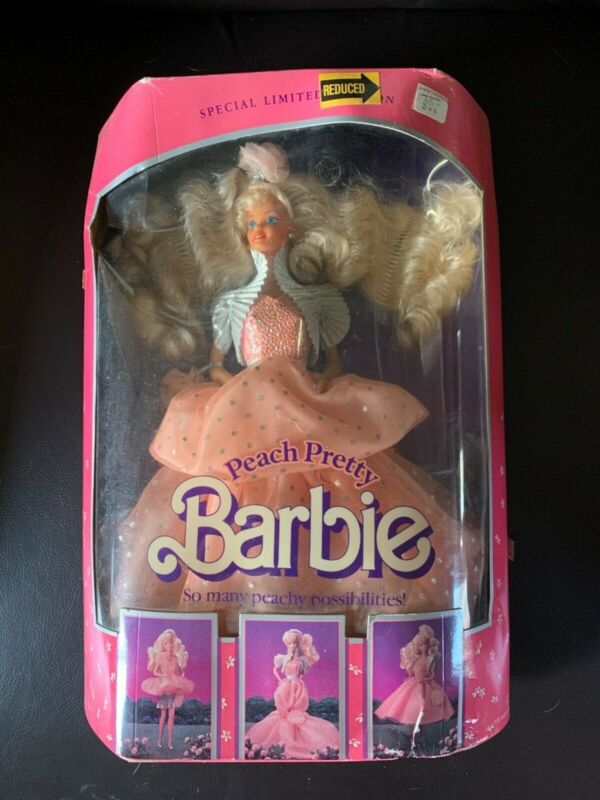 REDUCED
SPECIAL LIMITED
Peach Pretty
Barbie
So many peachy possibilities!